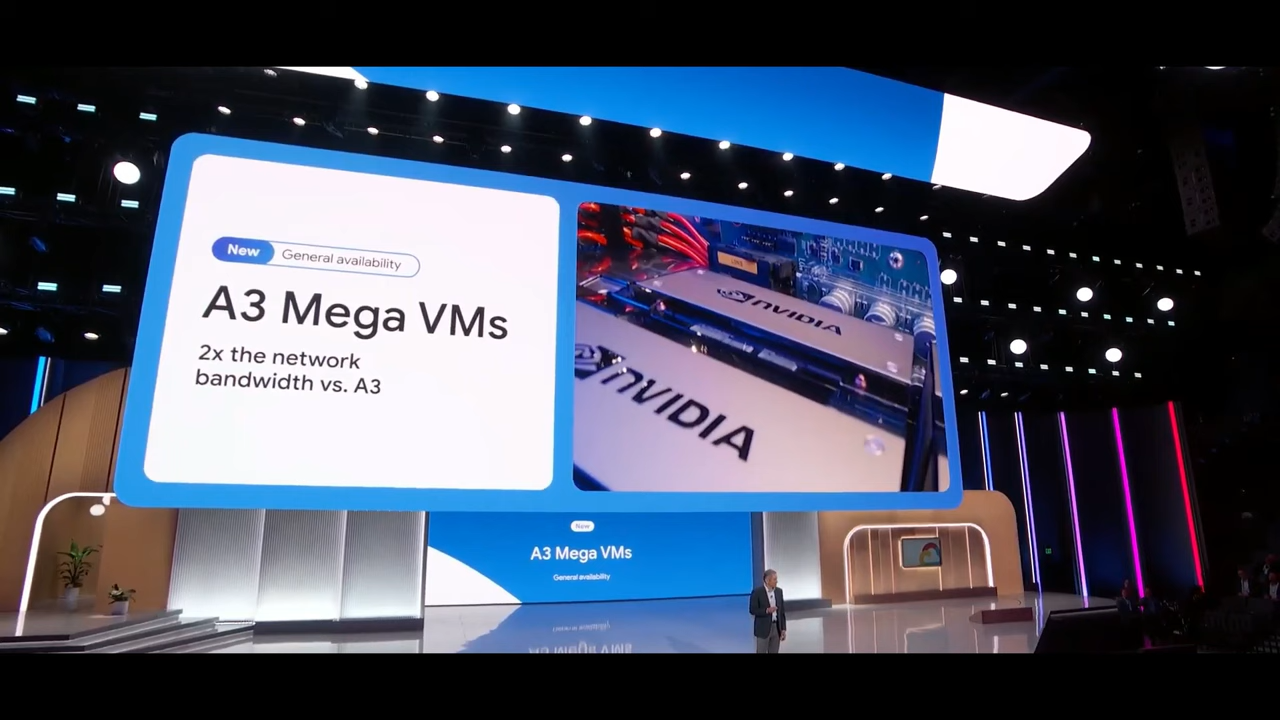 New General availability
A3 Mega VMs
2x the network
bandwidth vs. A3
NVIDIA
NVIDIA
New
A3 Mega VMs
General availability